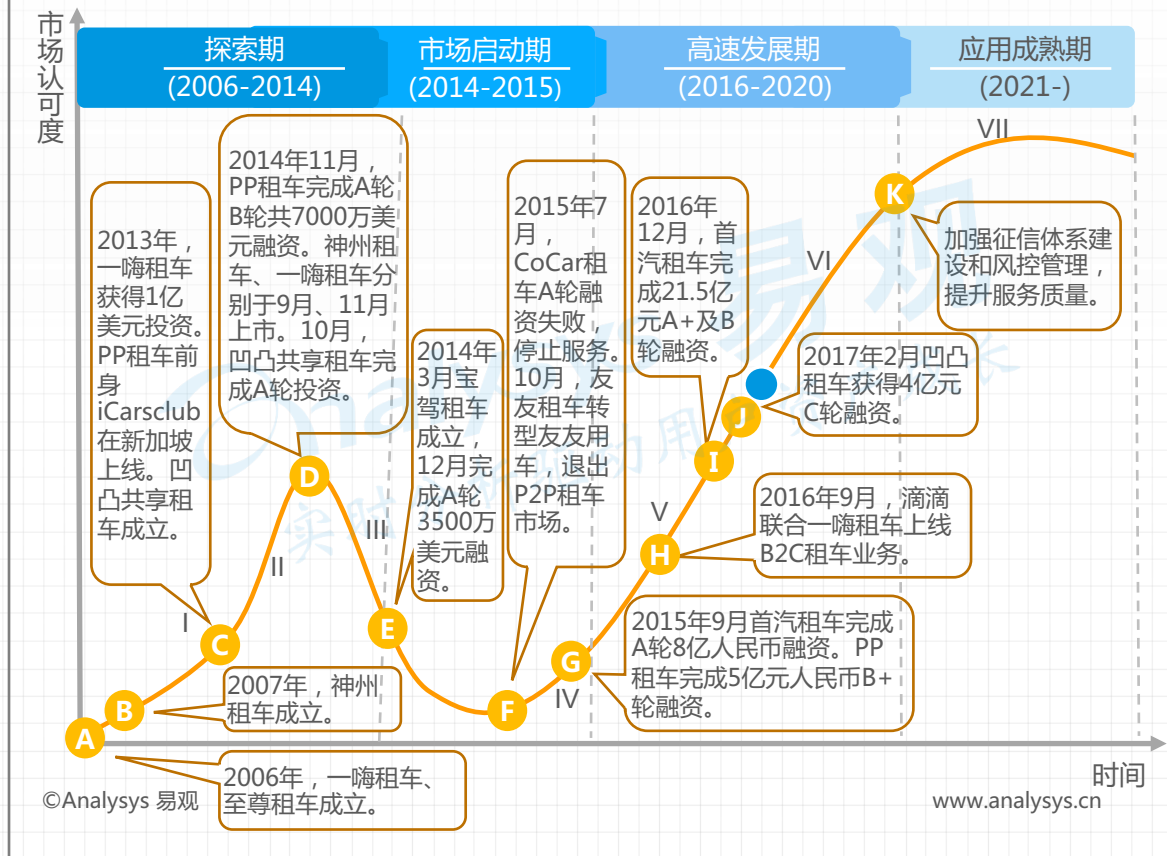 市
场
认
可
度
探索期
(2006-2014)
市场启动期
(2014-2015)
高速发展期
(2016-2020)
应用成熟期
(2021-)
2013年，
一嗨租车
获得1亿
美元投资。
PP租车前
身
iCarsclub
在新加坡
上线。凹
凸共享租
车成立。
2014年11月，
PP租车完成A轮
B轮共7000万美
元融资。神州租
车、一嗨租车分
别于9月、11月
上市。10月，
凹凸共享租车完
成A轮投资。
2014年
3月宝
驾租车
成立，
12月完
成A轮
3500万
美元融
资。
2015年7
月，
CoCar租
车A轮融
资失败，
停止服务。
10月，友
友租车转
型友友用
车，退出
P2P租车
市场。
2016年
12月，首
汽租车完
成21.5亿
元A+及B
轮融资。
加强征信体系建
设和风控管理，
提升服务质量。
2017年2月凹凸
租车获得4亿元
C轮融资。
2016年9月，滴滴
联合一嗨租车上线
B2C租车业务。
2015年9月首汽租车完成
A轮8亿人民币融资。PP
租车完成5亿元人民币B+
轮融资。
2007年，神州
租车成立。
2006年，一嗨租车、
至尊租车成立。
A
B
C
D
E
F
G
H
I
J
K
I
II
III
IV
V
VI
VII
时间
©Analysys 易观
www.analysys.cn
Analysys 易观